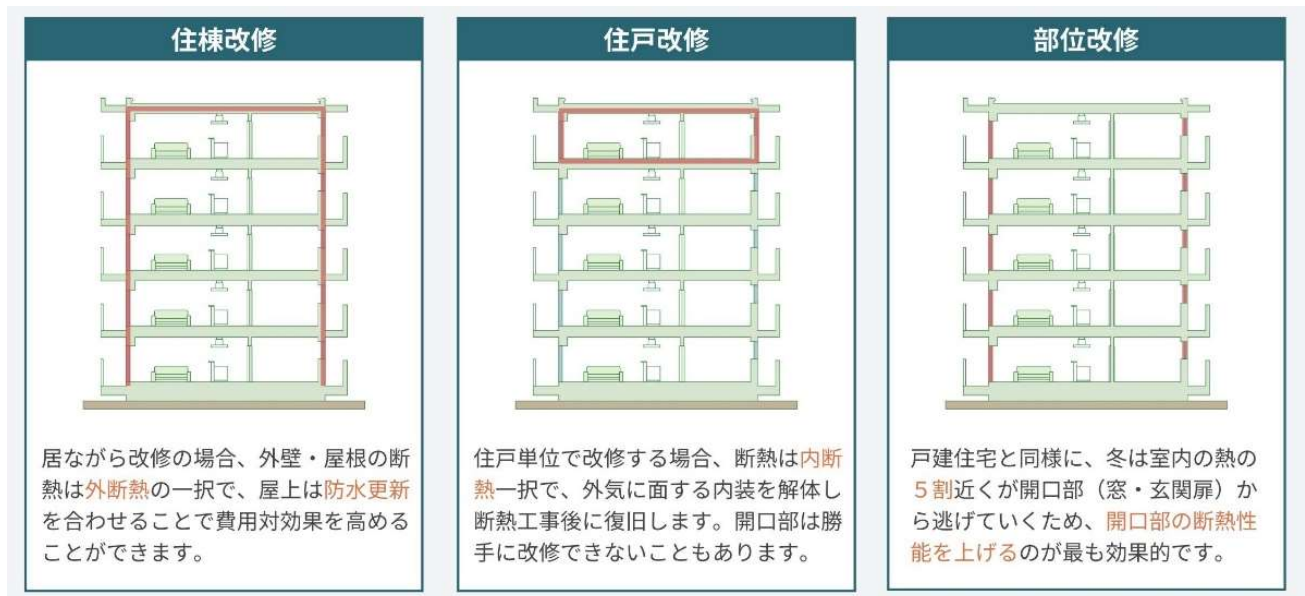 住棟改修
居ながら改修の場合、外壁・屋根の断
熱は外断熱の一択で、屋上は防水更新
を合わせることで費用対効果を高める
ことができます。
住戸改修
住戸単位で改修する場合、断熱は内断
熱一択で、外気に面する内装を解体し
断熱工事後に復旧します。開口部は勝
手に改修できないこともあります。
部位改修
戸建住宅と同様に、冬は室内の熱の
５割近くが開口部（窓・玄関扉）か
ら逃げていくため、開口部の断熱性
能を上げるのが最も効果的です。